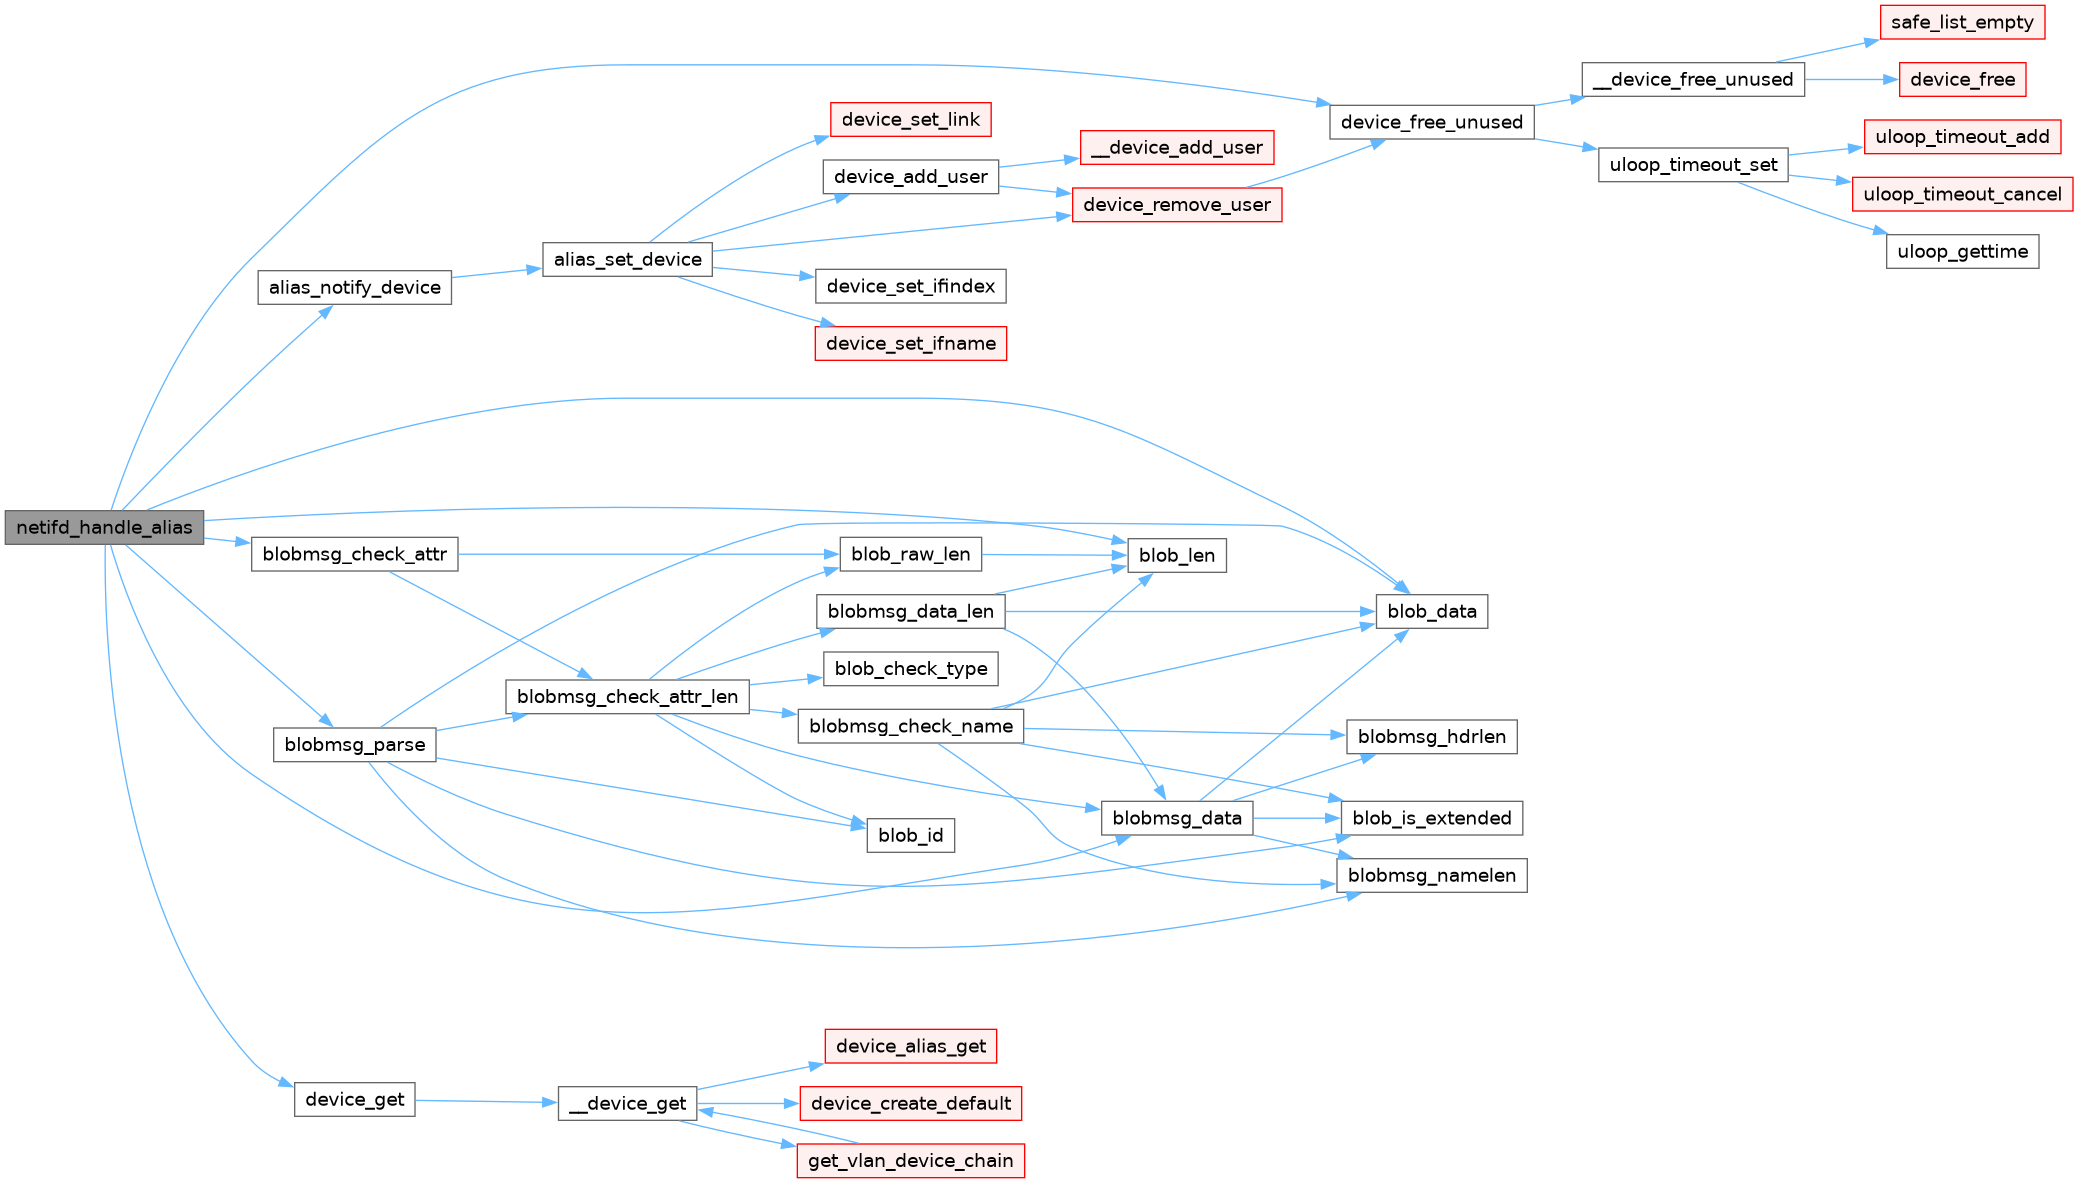 safe_list_empty
__device_free_unused
device_free
device_set_link
device_free_unused
uloop_timeout_add
__device_add_user
uloop_timeout_set
device_add_user
uloop_timeout_cancel
device_remove_user
uloop_gettime
alias_set_device
alias_notify_device
device_set_ifindex
device_set_ifname
netifd_handle_alias
blobmsg_check_attr
blob_raw_len
blob_len
blobmsg_data_len
blob_data
blob_check_type
blobmsg_check_attr_len
blobmsg_check_name
blobmsg_hdrlen
blobmsg_parse
blobmsg_data
blob_is_extended
blob_id
blobmsg_namelen
device_alias_get
device_get
__device_get
device_create_default
get_vlan_device_chain